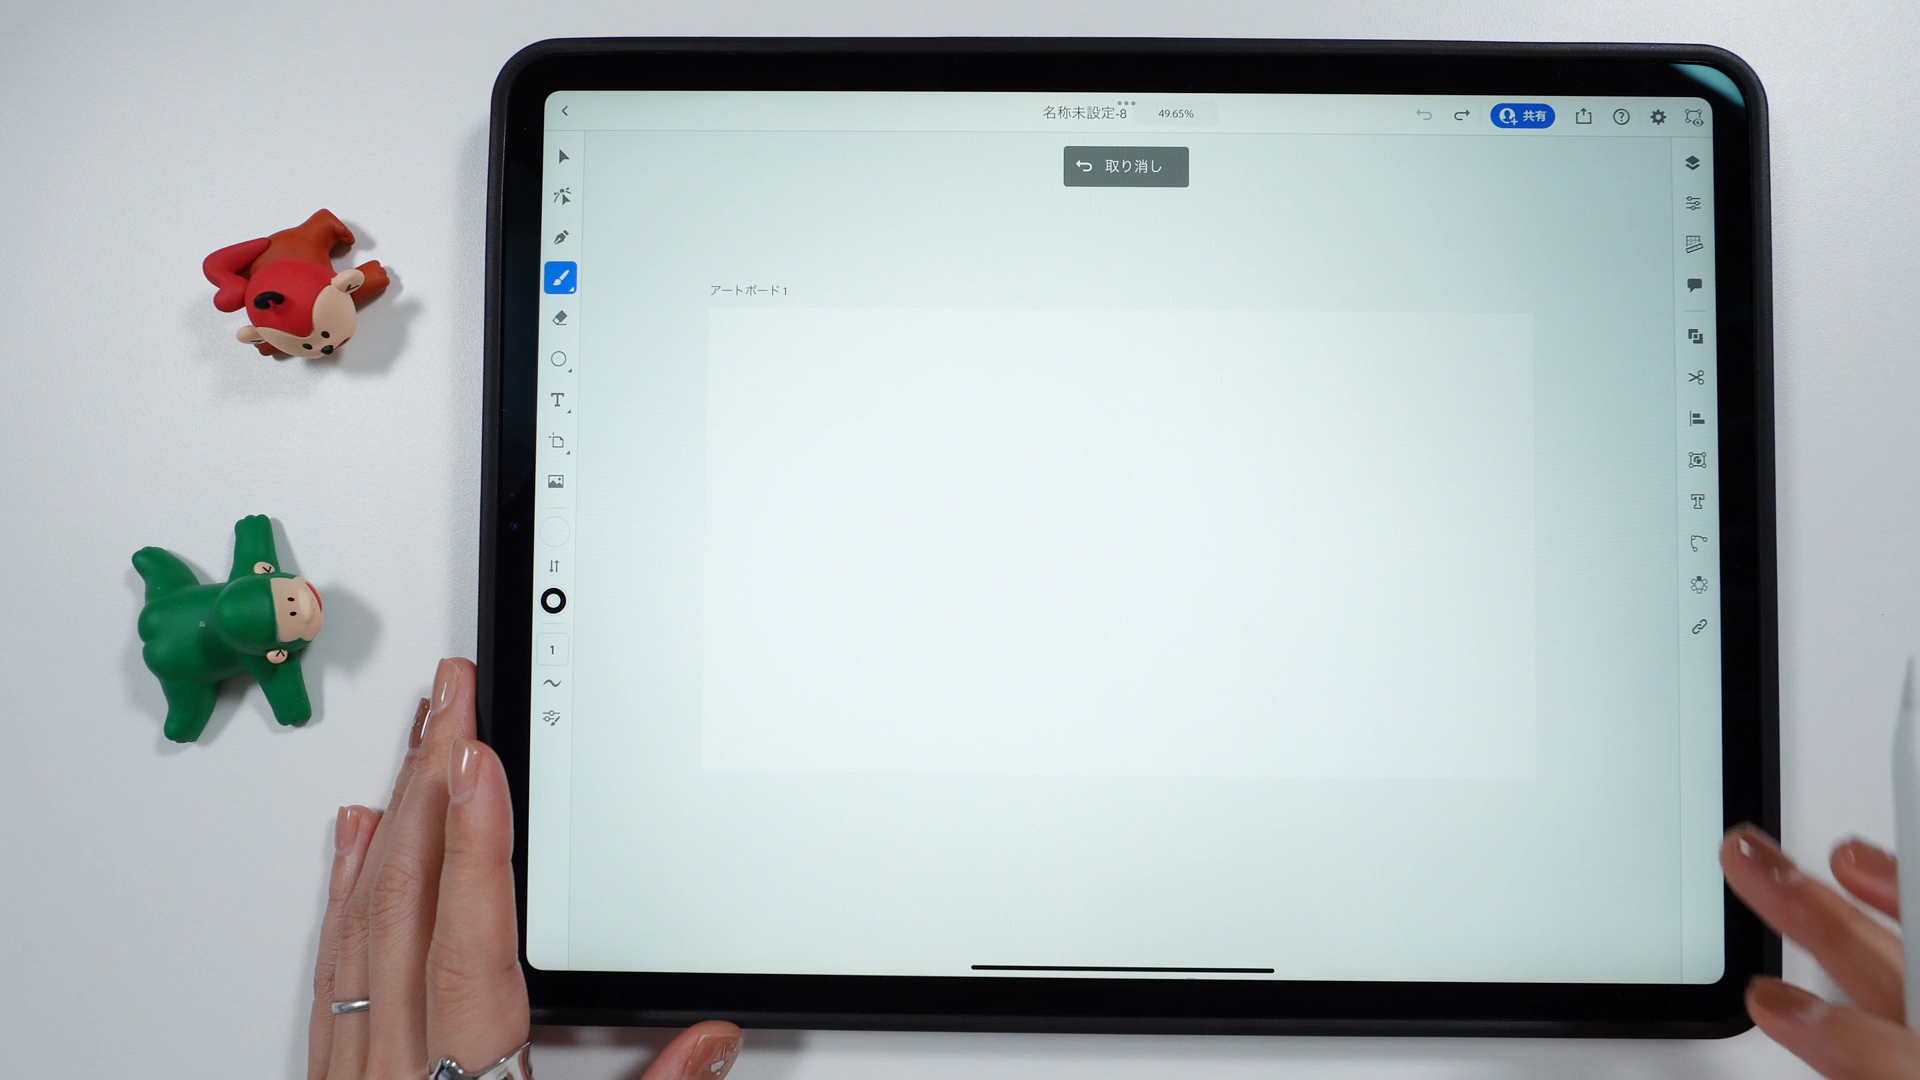 名称未設定-8
49.65%
共有
取り消し
アートボード 1
1